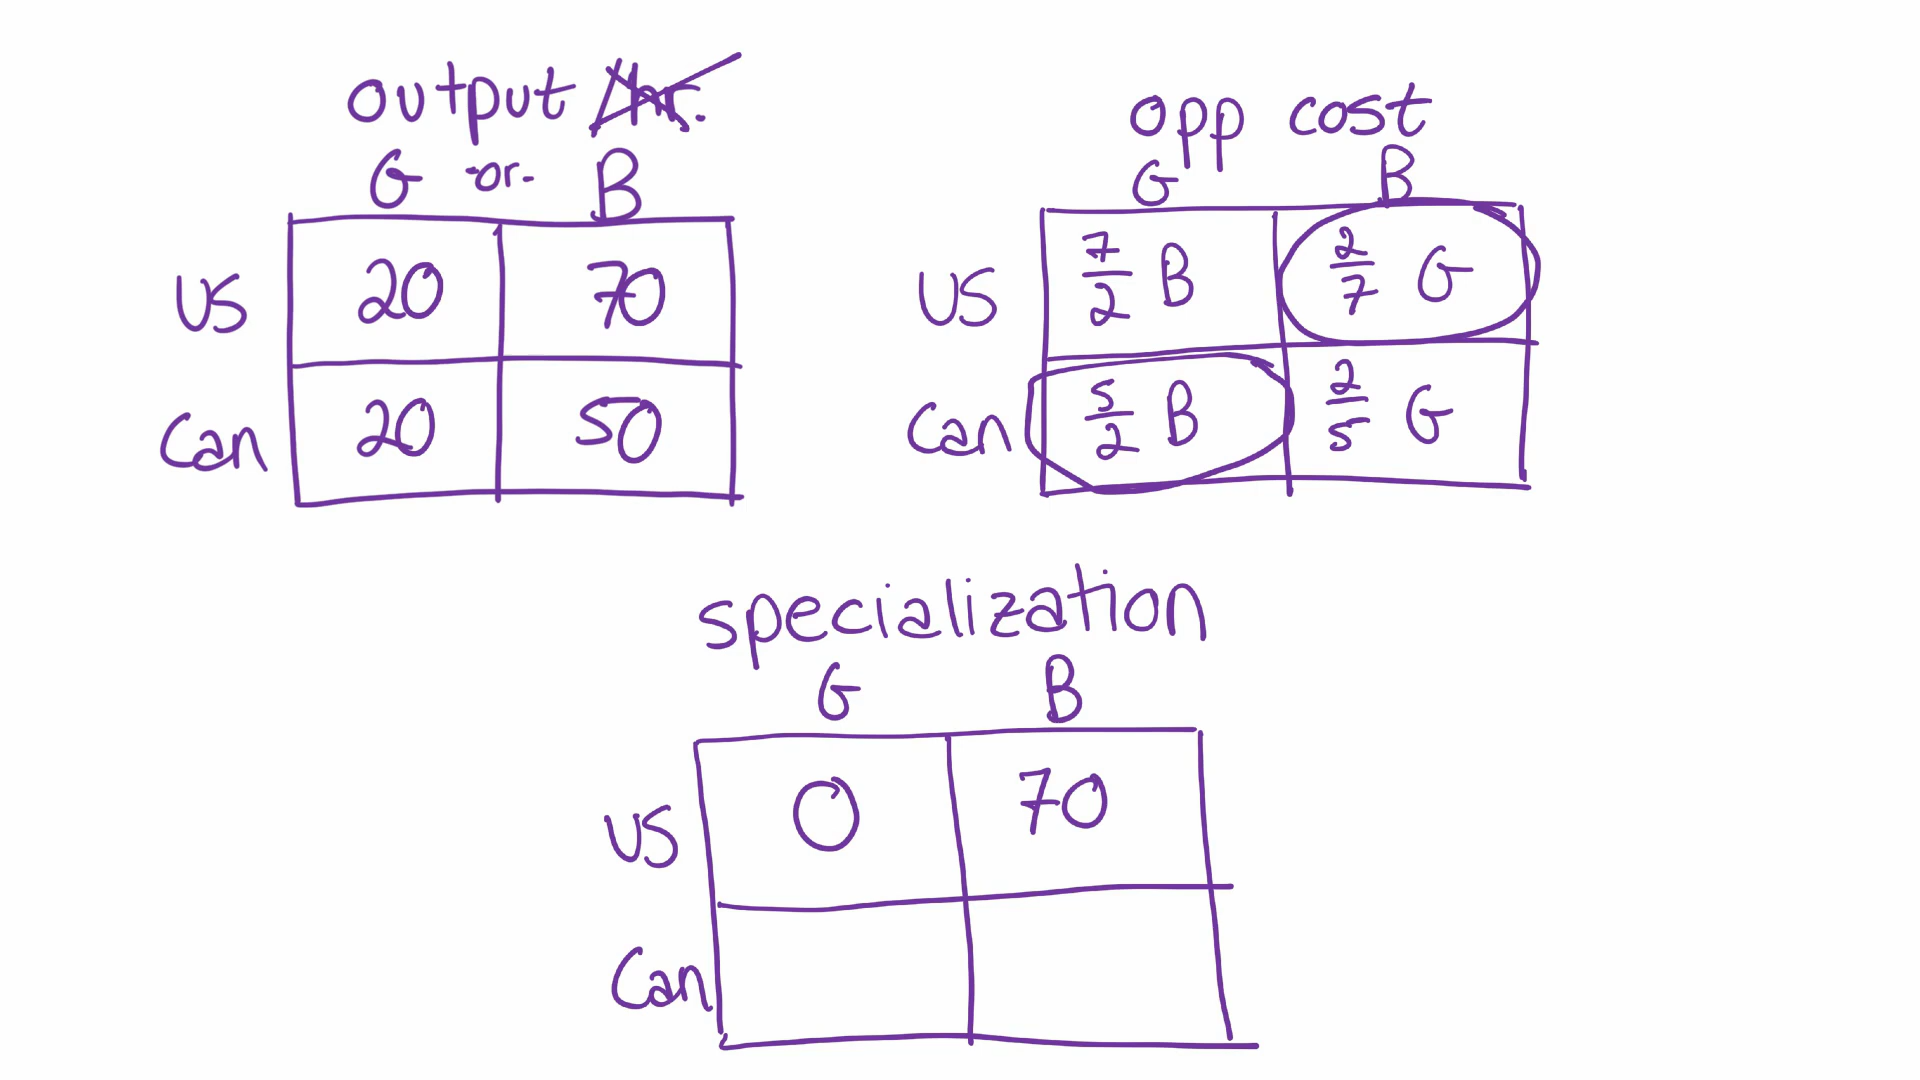 output /hr.
G -or- B
US 20 70
Can 20 50
opp cost
G B
US 7/2 B 2/7 G
Can 5/2 B 2/5 G
specialization
G B
US 0 70
Can